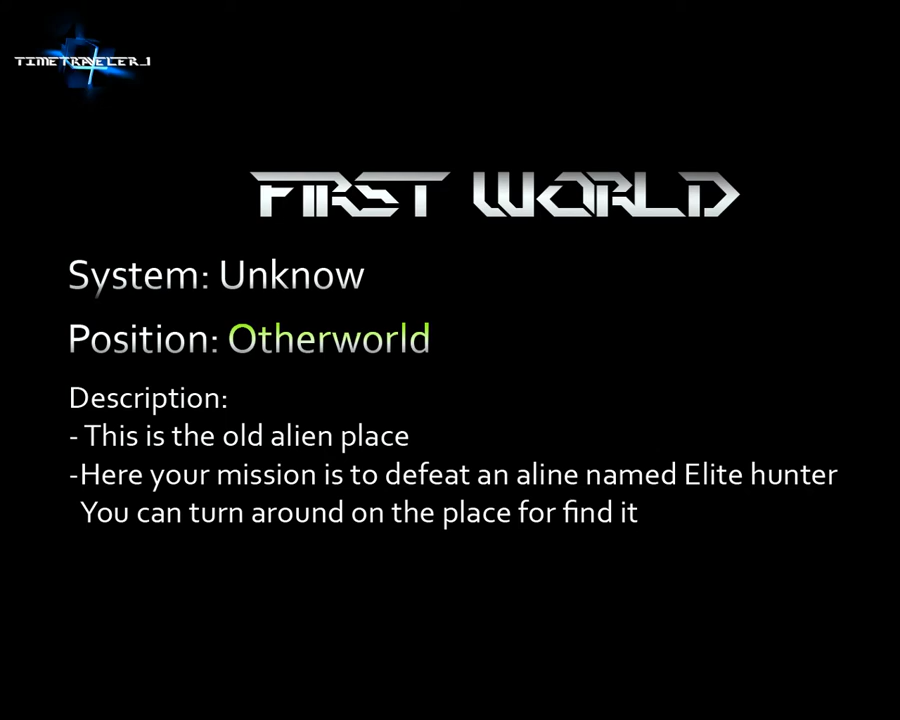 TIMETRAVELER_1
FIRST WORLD
System: Unknow
Position: Otherworld
Description:
- This is the old alien place
-Here your mission is to defeat an aline named Elite hunter
You can turn around on the place for find it